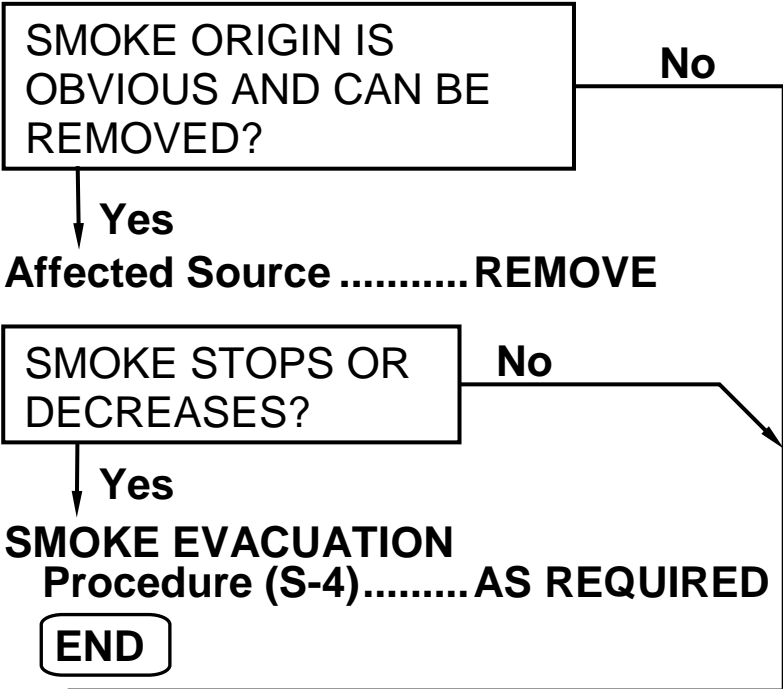 SMOKE ORIGIN IS
OBVIOUS AND CAN BE
REMOVED?
No
Yes
Affected Source ...........REMOVE
SMOKE STOPS OR
DECREASES?
No
Yes
SMOKE EVACUATION
Procedure (S-4).........AS REQUIRED
END